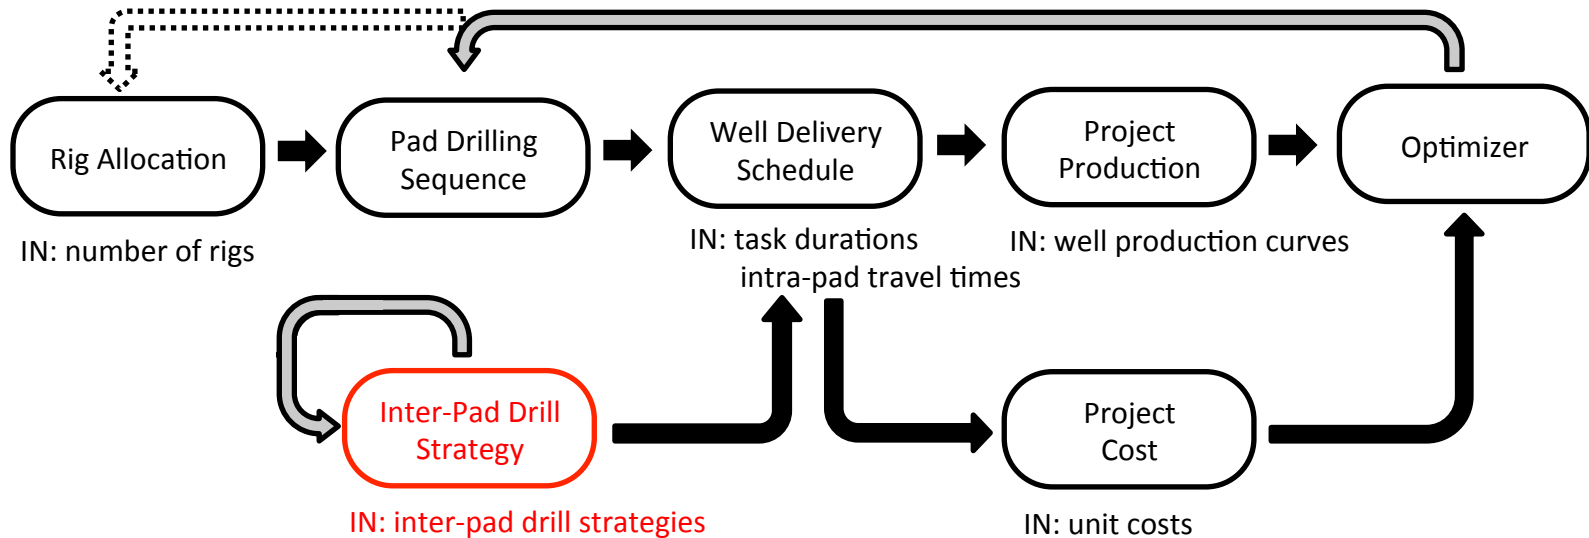 Rig Allocation
Pad Drilling
Sequence
Well Delivery
Schedule
Project
Production
Optimizer
IN: number of rigs
IN: task durations
intra-pad travel times
IN: well production curves
Inter-Pad Drill
Strategy
IN: inter-pad drill strategies
Project
Cost
IN: unit costs